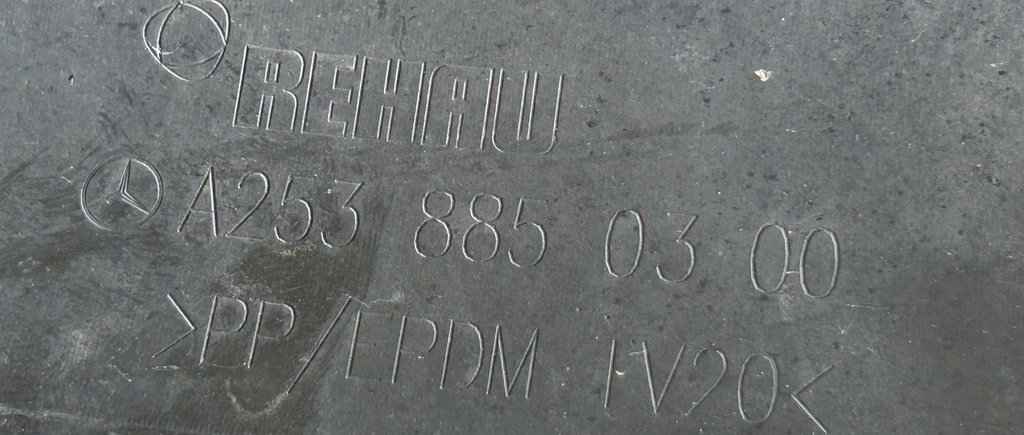 REHAU
A253 885 03 00
>PP/EPDM TV20<